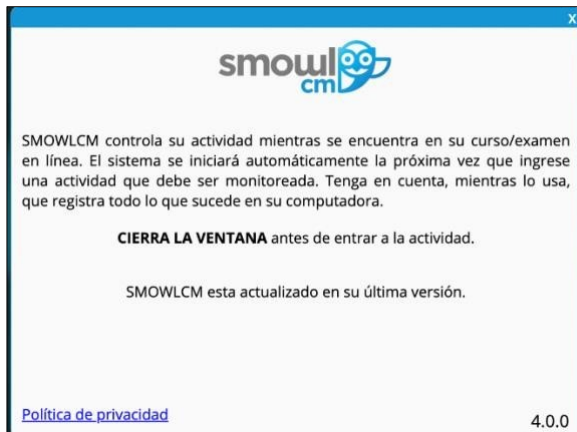 X
smowl
cm
SMOWLCM controla su actividad mientras se encuentra en su curso/examen
en línea. El sistema se iniciará automáticamente la próxima vez que ingrese
una actividad que debe ser monitoreada. Tenga en cuenta, mientras lo usa,
que registra todo lo que sucede en su computadora.
CIERRA LA VENTANA antes de entrar a la actividad.
SMOWLCM esta actualizado en su última versión.
Política de privacidad
4.0.0